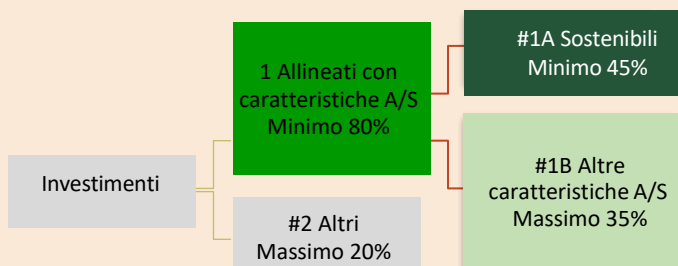 Investimenti
1 Allineati con
caratteristiche A/S
Minimo 80%
#2 Altri
Massimo 20%
#1A Sostenibili
Minimo 45%
#1B Altre
caratteristiche A/S
Massimo 35%